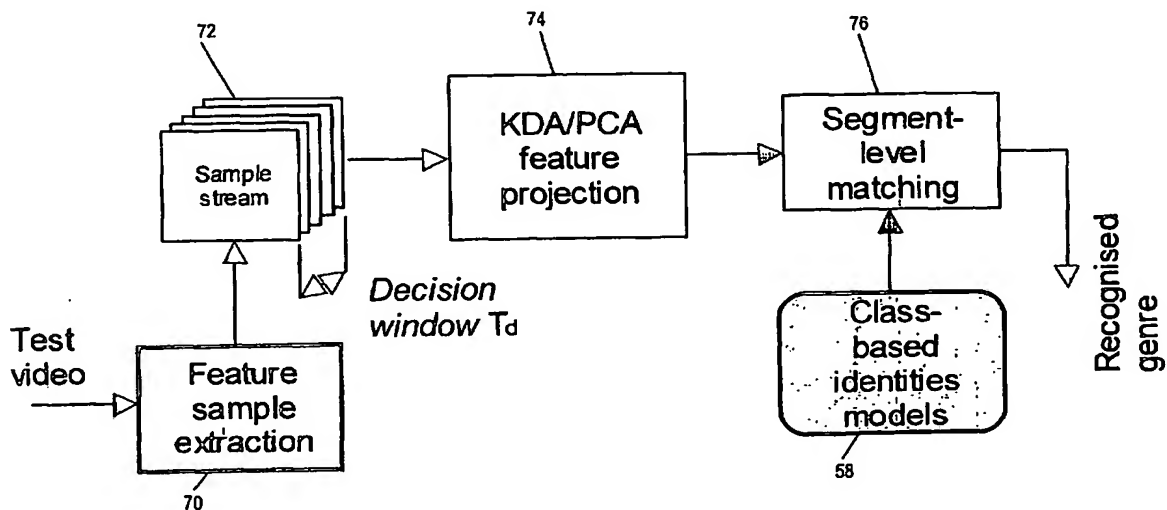 72
74
76
Sample
stream
KDA/PCA
feature
projection
Segment-
level
matching
Decision
window Td
Test
video
Feature
sample
extraction
70
Class-
based
identities
models
58
Recognised
genre